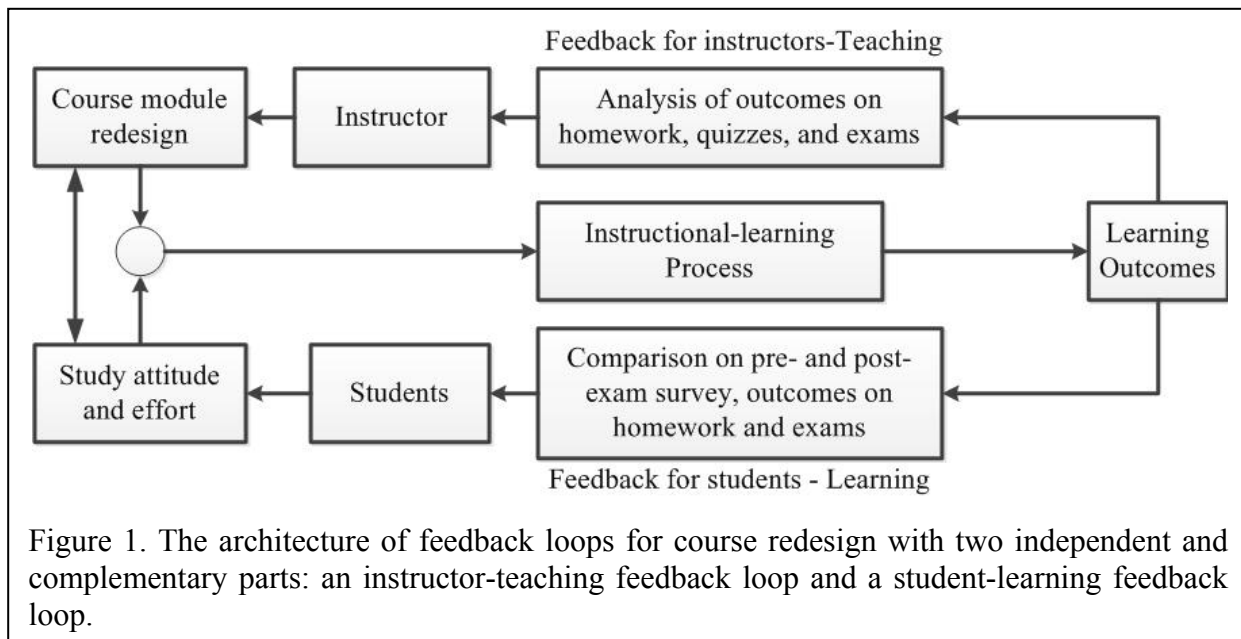 Feedback for instructors-Teaching
Course module
redesign
Instructor
Analysis of outcomes on
homework, quizzes, and exams
Instructional-learning
Process
Learning
Outcomes
Study attitude
and effort
Students
Comparison on pre- and post-
exam survey, outcomes on
homework and exams
Feedback for students - Learning
Figure 1. The architecture of feedback loops for course redesign with two independent and
complementary parts: an instructor-teaching feedback loop and a student-learning feedback
loop.